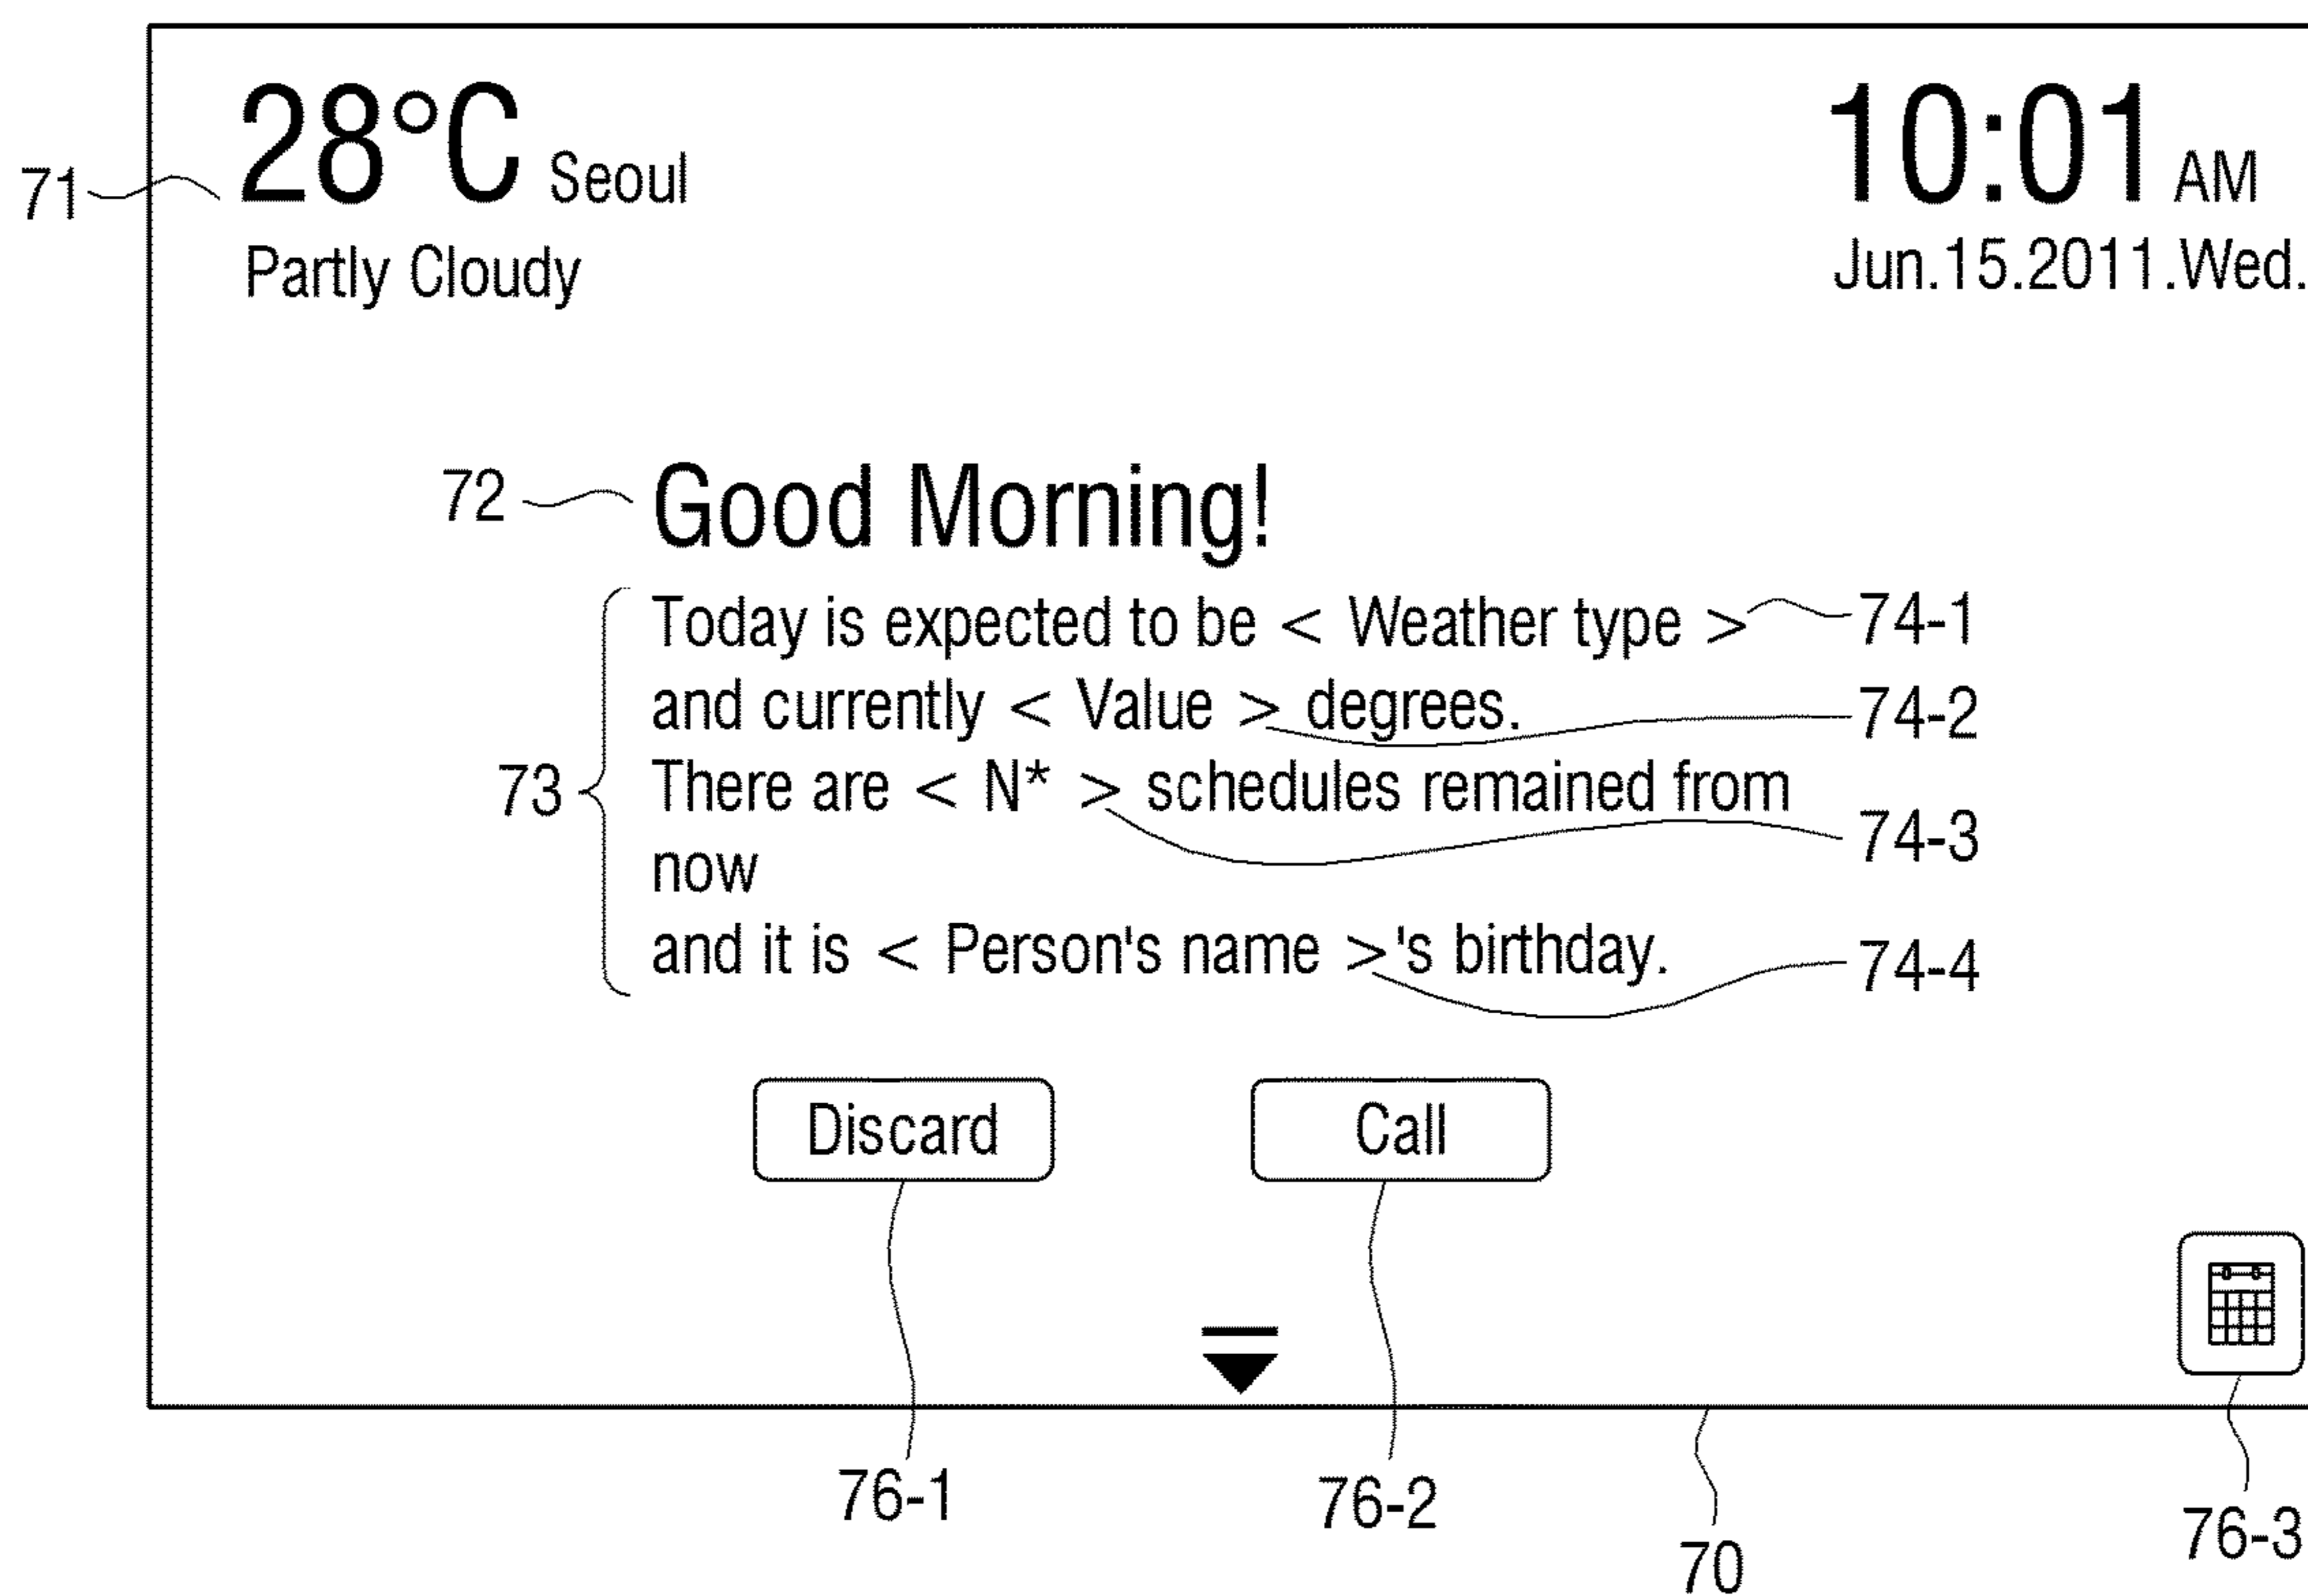 28°C Seoul
10:01 AM
71
Partly Cloudy
Jun.15.2011.Wed.
72
Good Morning!
Today is expected to be < Weather type >
74-1
and currently < Value > degrees.
74-2
73
There are < N* > schedules remained from
74-3
now
and it is < Person's name >'s birthday.
74-4
Discard
Call
76-1
76-2
70
76-3